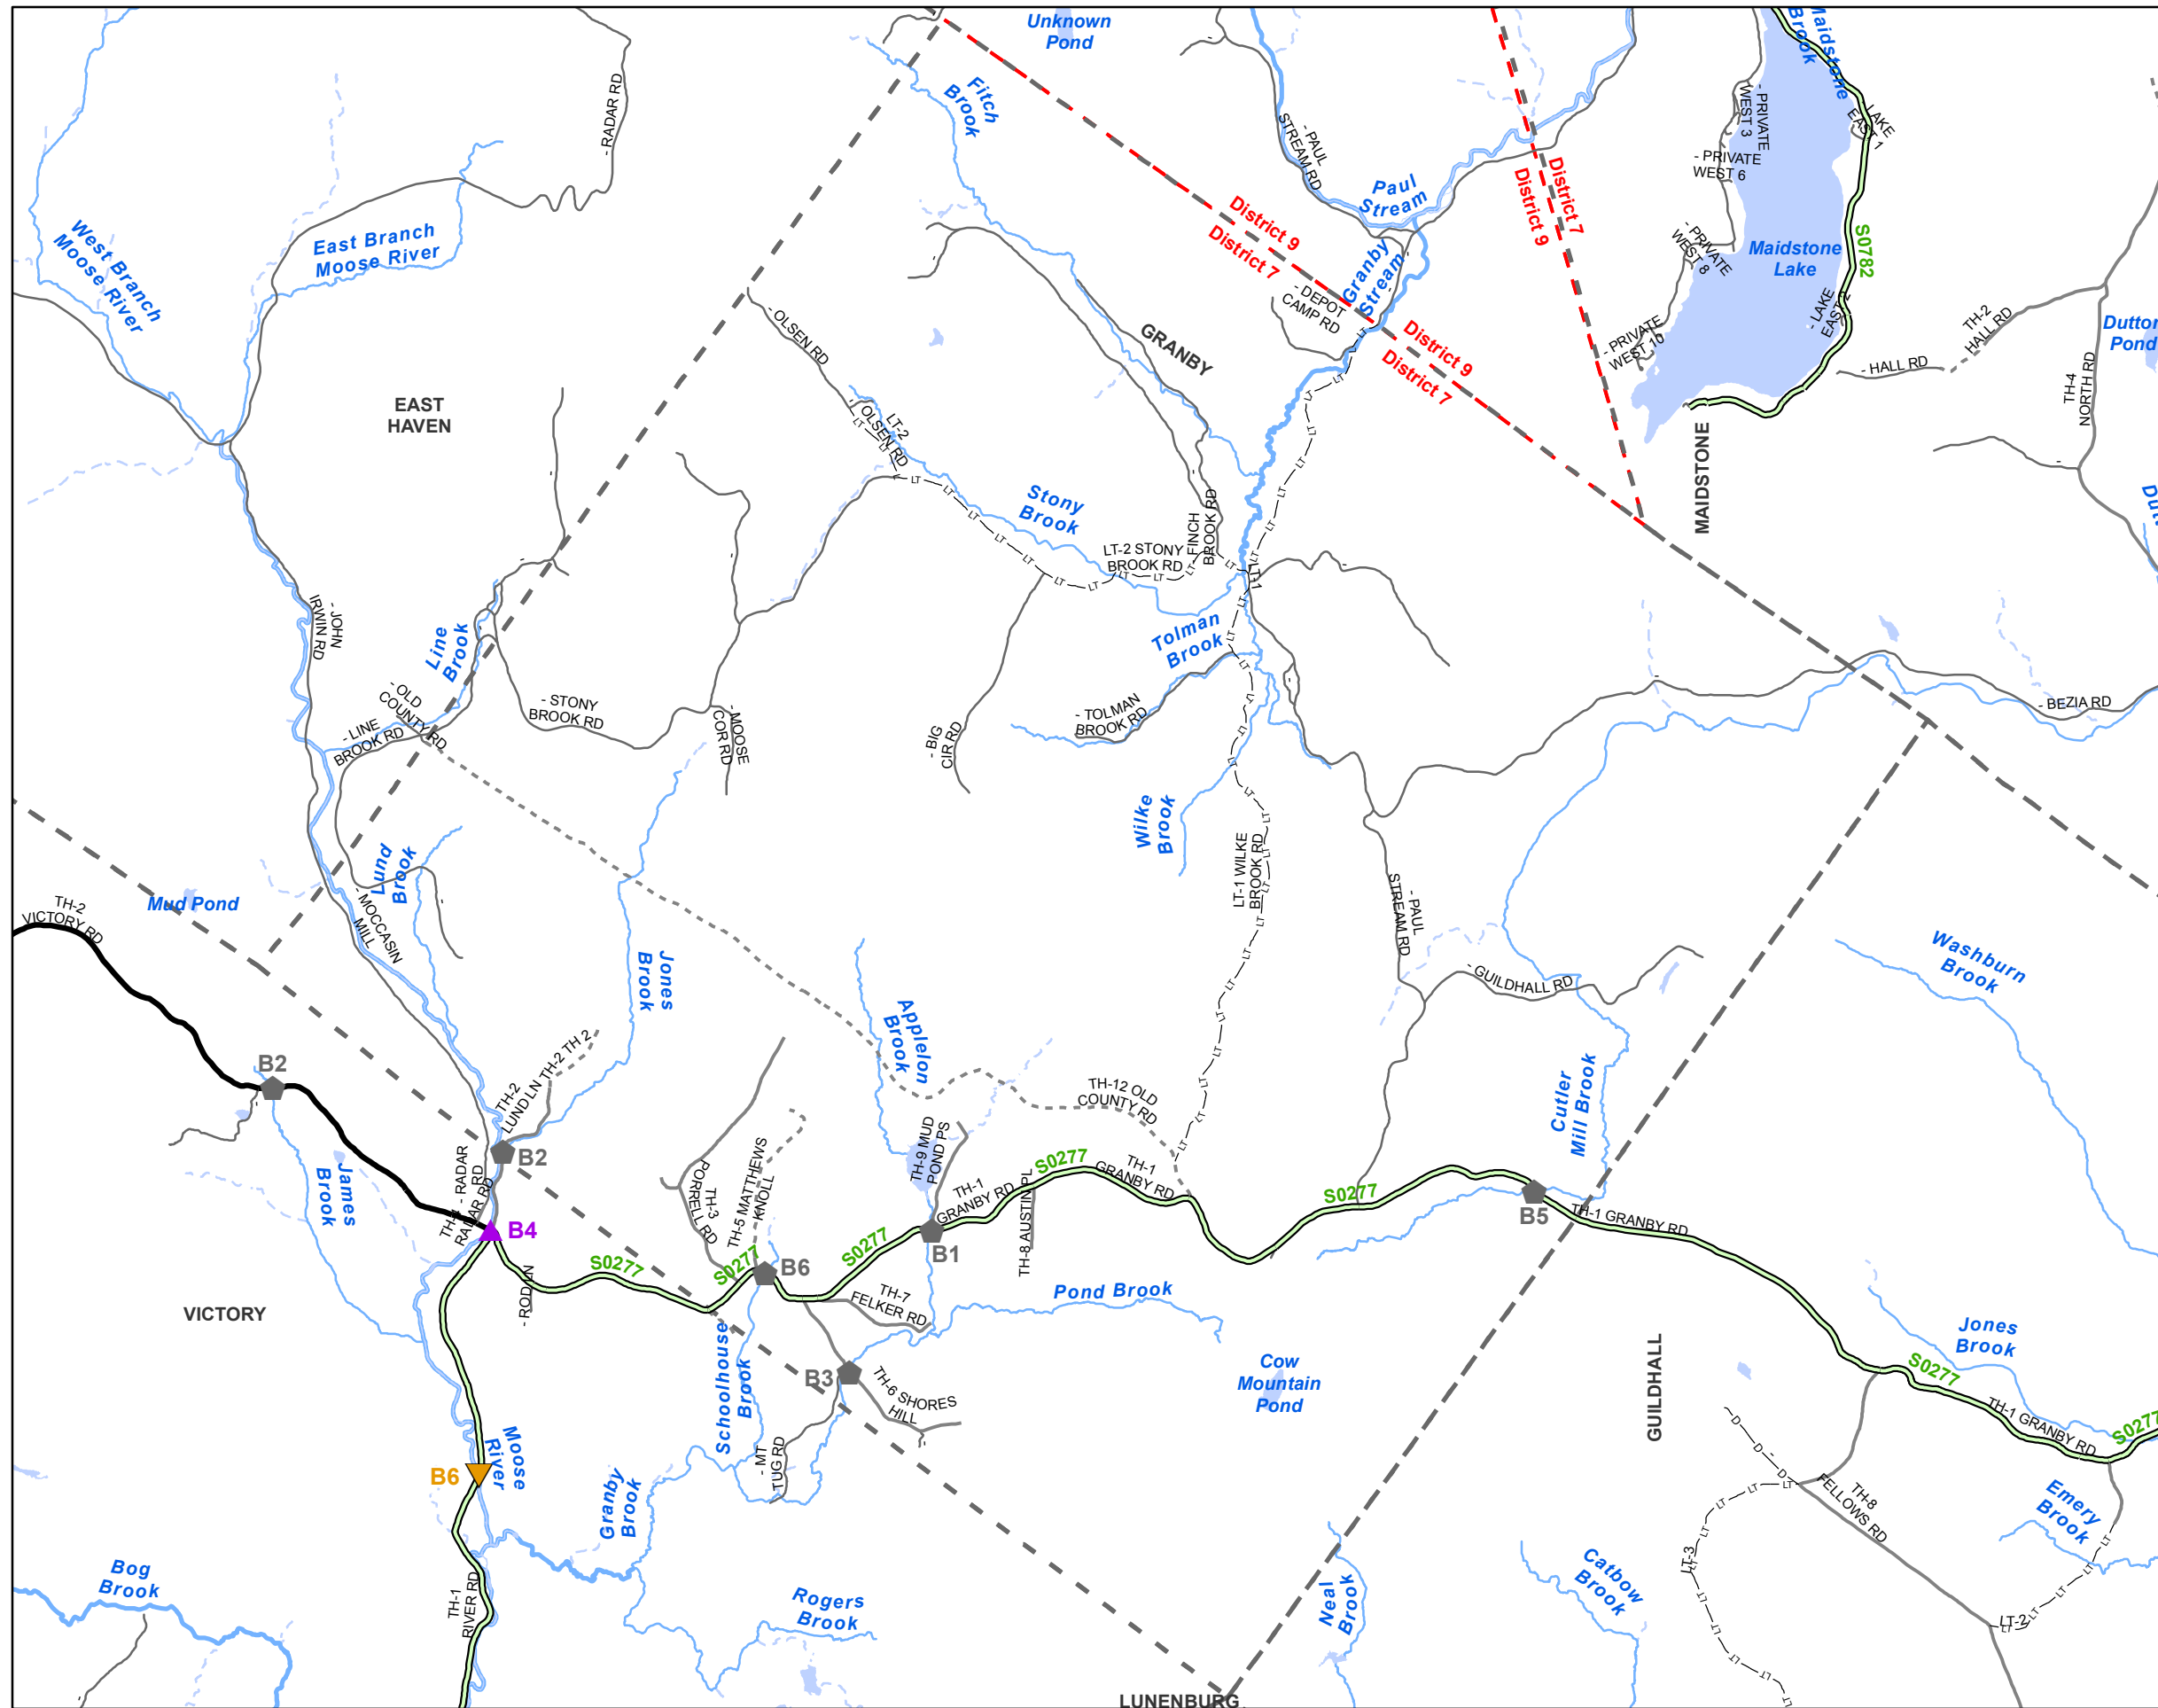 Unknown
Pond
Maidstone
Brook
- RADAR RD
Fitch
Brook
- PAUL
STREAM RD
Paul
Stream
District 7
District 9
- PRIVATE
WEST 3
- PRIVATE
WEST 6
LAKE
EAST 1
- PRIVATE
WEST 8
Maidstone
Lake
S0782
- LAKE
EAST 2
- PRIVATE
WEST 10
West Branch
Moose River
East Branch
Moose River
District 9
District 7
Granby
Stream
- DEPOT
CAMP RD
District 9
District 7
- OLSEN RD
GRANBY
TH-2
HALL RD
- HALL RD
TH-4
NORTH RD
Dutton
Pond
EAST
HAVEN
LT-2
OLSEN RD
MAIDSTONE
Stony
Brook
FINCH
BROOK RD
LT-2 STONY
BROOK RD
LT-1
- JOHN
IRWIN RD
Line
Brook
Tolman
Brook
- OLD
COUNTY RD
- LINE
BROOK RD
- STONY
BROOK RD
- MOOSE
COR RD
- BIG
CIR RD
- TOLMAN
BROOK RD
- BEZIA RD
Wilke
Brook
LT-1 WILKE
BROOK RD
Lund
Brook
Mud Pond
TH-2
VICTORY RD
- MOCCASIN
MILL
Jones
Brook
- PAUL
STREAM RD
- GUILDHALL RD
Washburn
Brook
Applelon
Brook
B2
TH-2
LUND LN
TH-2
TH 2
TH-12 OLD
COUNTY RD
Cutler
Mill Brook
B2
James
Brook
TH-4
RADAR RD
- RADAR
RD
B4
TH-3
PORRELL RD
TH-5 MATTHEWS
KNOLL
TH-9 MUD
POND PS
TH-1
GRANBY RD
S0277
TH-1
GRANBY RD
S0277
B5
TH-1 GRANBY RD
S0277
S0277
B6
S0277
B1
TH-8 AUSTIN PL
- ROD LN
VICTORY
TH-7
FELKER RD
Pond Brook
Schoolhouse
Brook
B3
TH-6 SHORES
HILL
Cow
Mountain
Pond
GUILDHALL
Jones
Brook
S0277
TH-1 GRANBY RD
S0277
- MT
TUG RD
Moose
River
B6
Granby
Brook
TH-8
FELLOWS RD
Emery
Brook
LT-3
LT-2
Bog
Brook
TH-1
RIVER RD
Rogers
Brook
Neal
Brook
Catbow
Brook
LUNENBURG